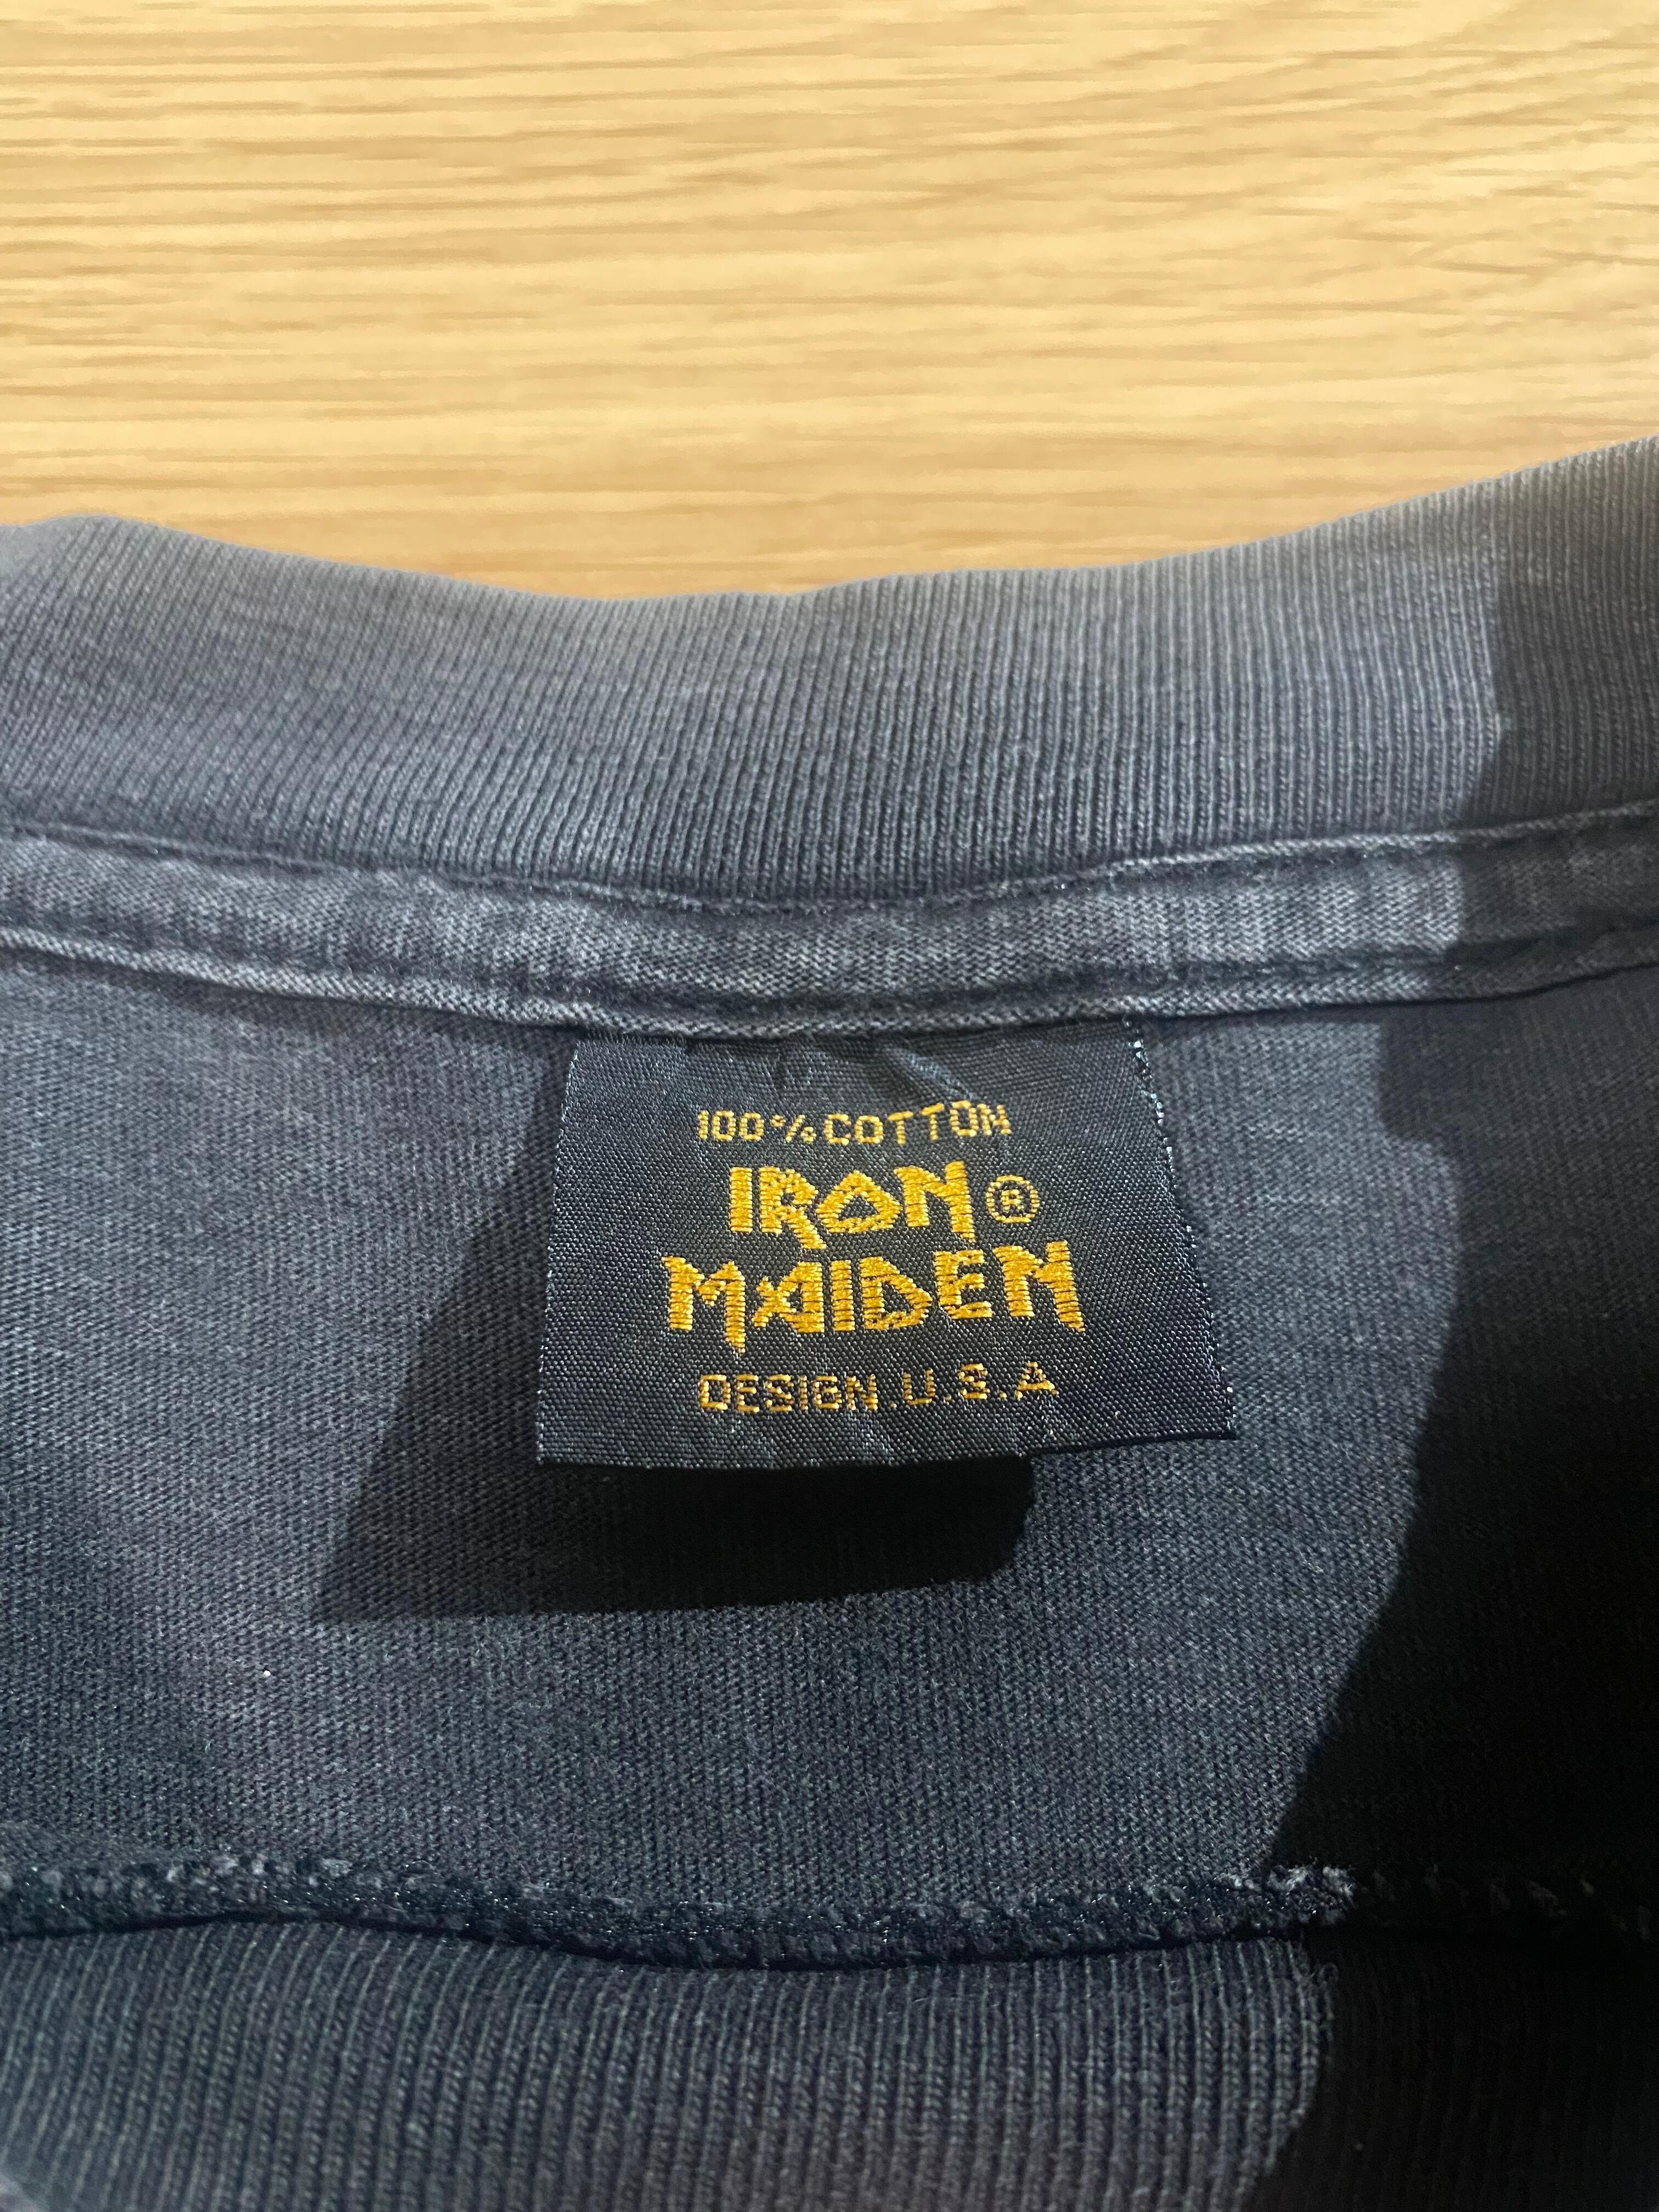 100%COTTON
IRON®
MAIDEN
DESIGN.U.S.A